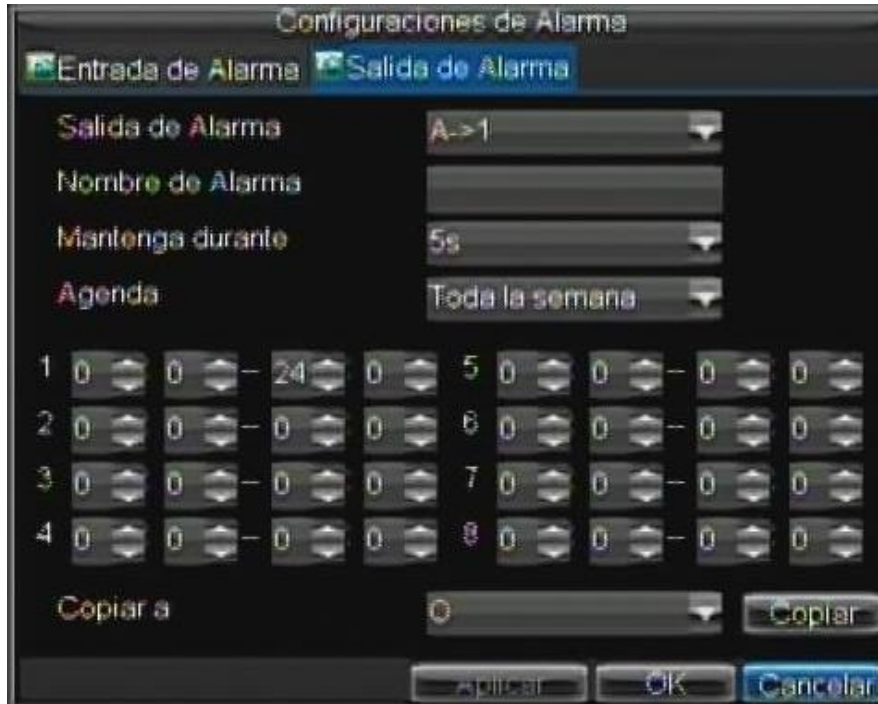 Configuraciones de Alarma
Entrada de Alarma Salida de Alarma
Salida de Alarma A->1
Nombre de Alarma
Mantenga durante 5s
Agenda Toda la semana
1 0 0 - 24 0 5 0 0 - 0 0
2 0 0 - 0 0 6 0 0 - 0 0
3 0 0 - 0 0 7 0 0 - 0 0
4 0 0 - 0 0 8 0 0 - 0 0
Copiar a O Copiar
Aplicar OK Cancelar